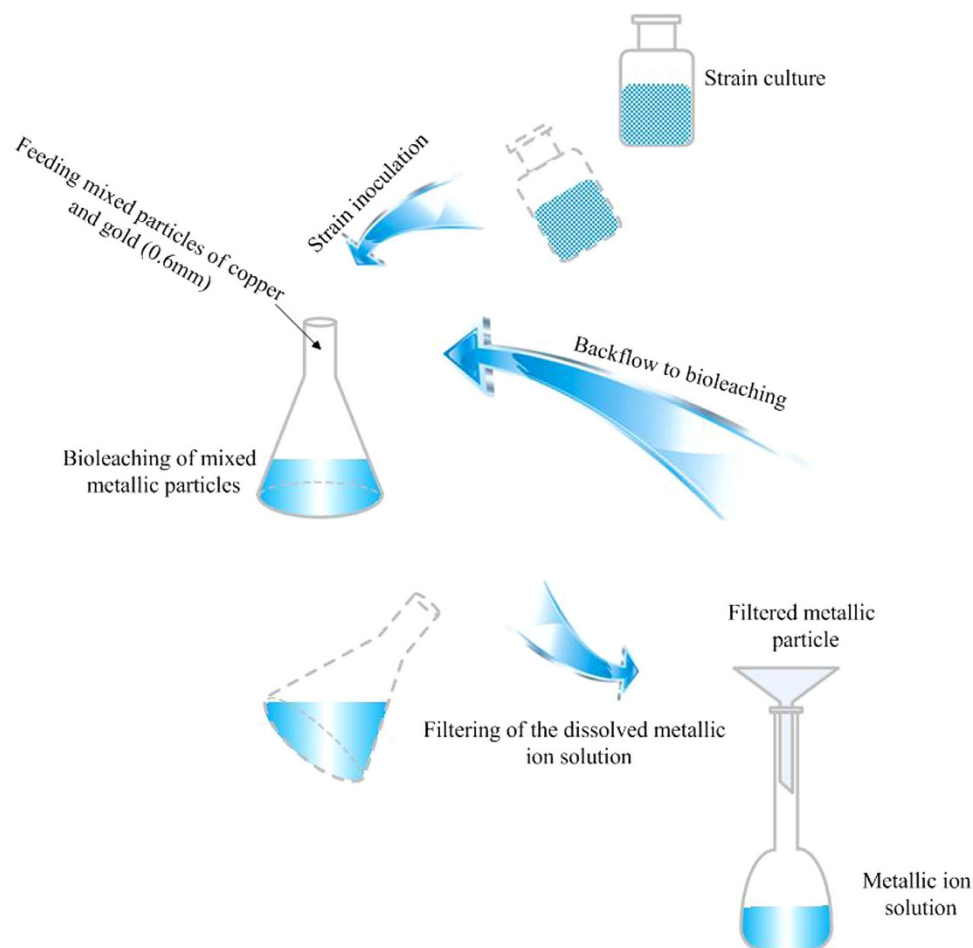 Strain culture
Strain inoculation
Feeding mixed particles of copper
and gold (0.6mm)
Backflow to bioleaching
Bioleaching of mixed
metallic particles
Filtered metallic
particle
Filtering of the dissolved metallic
ion solution
Metallic ion
solution